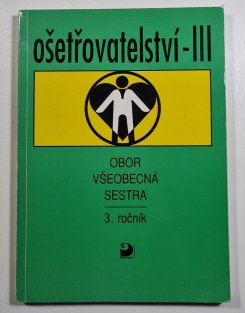 ošetřovatelství-III
OBOR
VŠEOBECNÁ
SESTRA
3. ročník